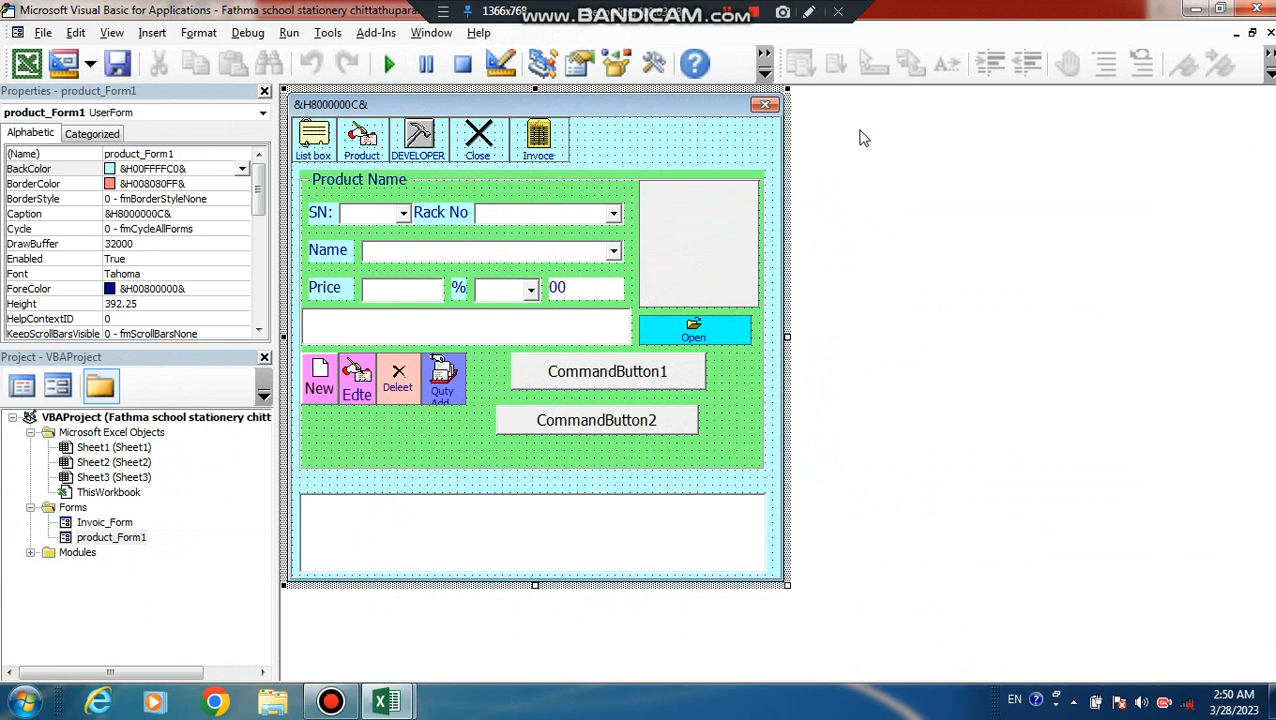 Microsoft Visual Basic for Applications - Fathma school stationery chittathupara
1366x768
www.BANDICAM.com
File Edit View Insert Format Debug Run Tools Add-Ins Window Help
Properties - product_Form1
product_Form1 UserForm
Alphabetic Categorized
(Name) product_Form1
BackColor &H00FFFFC0&
BorderColor &H008080FF&
BorderStyle 0 - fmBorderStyleNone
Caption &H8000000C&
Cycle 0 - fmCycleAllForms
DrawBuffer 32000
Enabled True
Font Tahoma
ForeColor &H00800000&
Height 392.25
HelpContextID 0
KeepScrollBarsVisible 0 - fmScrollBarsNone
Project - VBAProject
VBAProject (Fathma school stationery chitt
Microsoft Excel Objects
Sheet1 (Sheet1)
Sheet2 (Sheet2)
Sheet3 (Sheet3)
ThisWorkbook
Forms
Invoic_Form
product_Form1
Modules
&H8000000C&
List box Product DEVELOPER Close Invoce
Product Name
SN: Rack No
Name
Price % 00
Open
New Edte Deleet Quty Add
CommandButton1
CommandButton2
EN
2:50 AM
3/28/2023